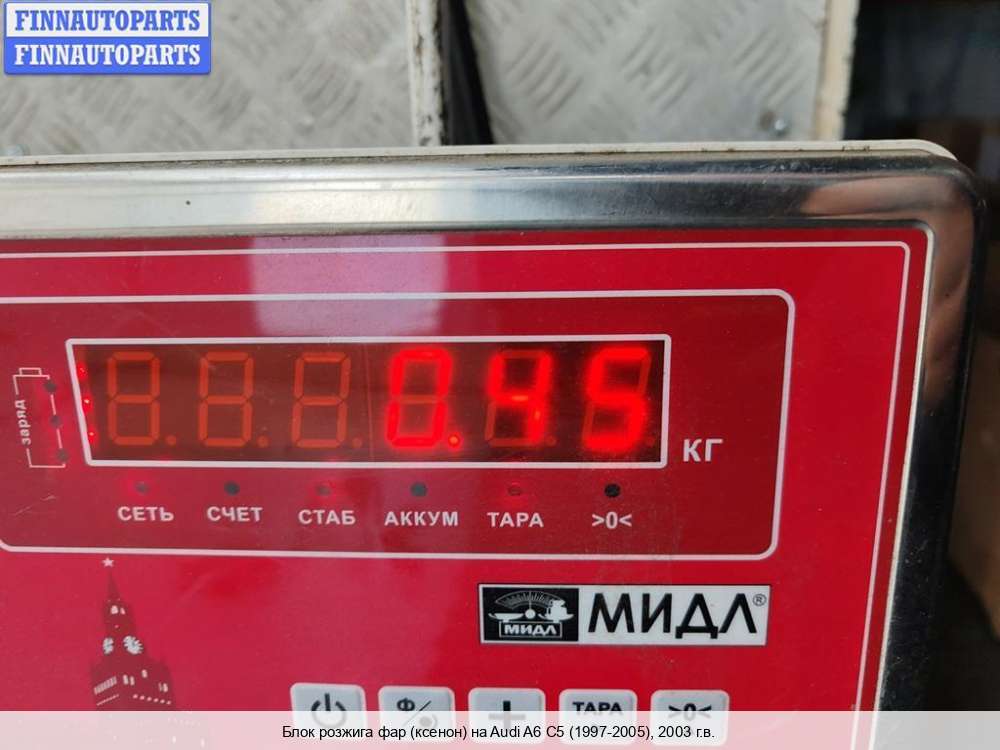 FINNAUTOPARTS
FINNAUTOPARTS
заряд
0.45
КГ
СЕТЬ СЧЕТ СТАБ АККУМ ТАРА >0<
МИДЛ
МИДЛ®
Ф/
+
ТАРА
>0<
Блок розжига фар (ксенон) на Audi A6 C5 (1997-2005), 2003 г.в.